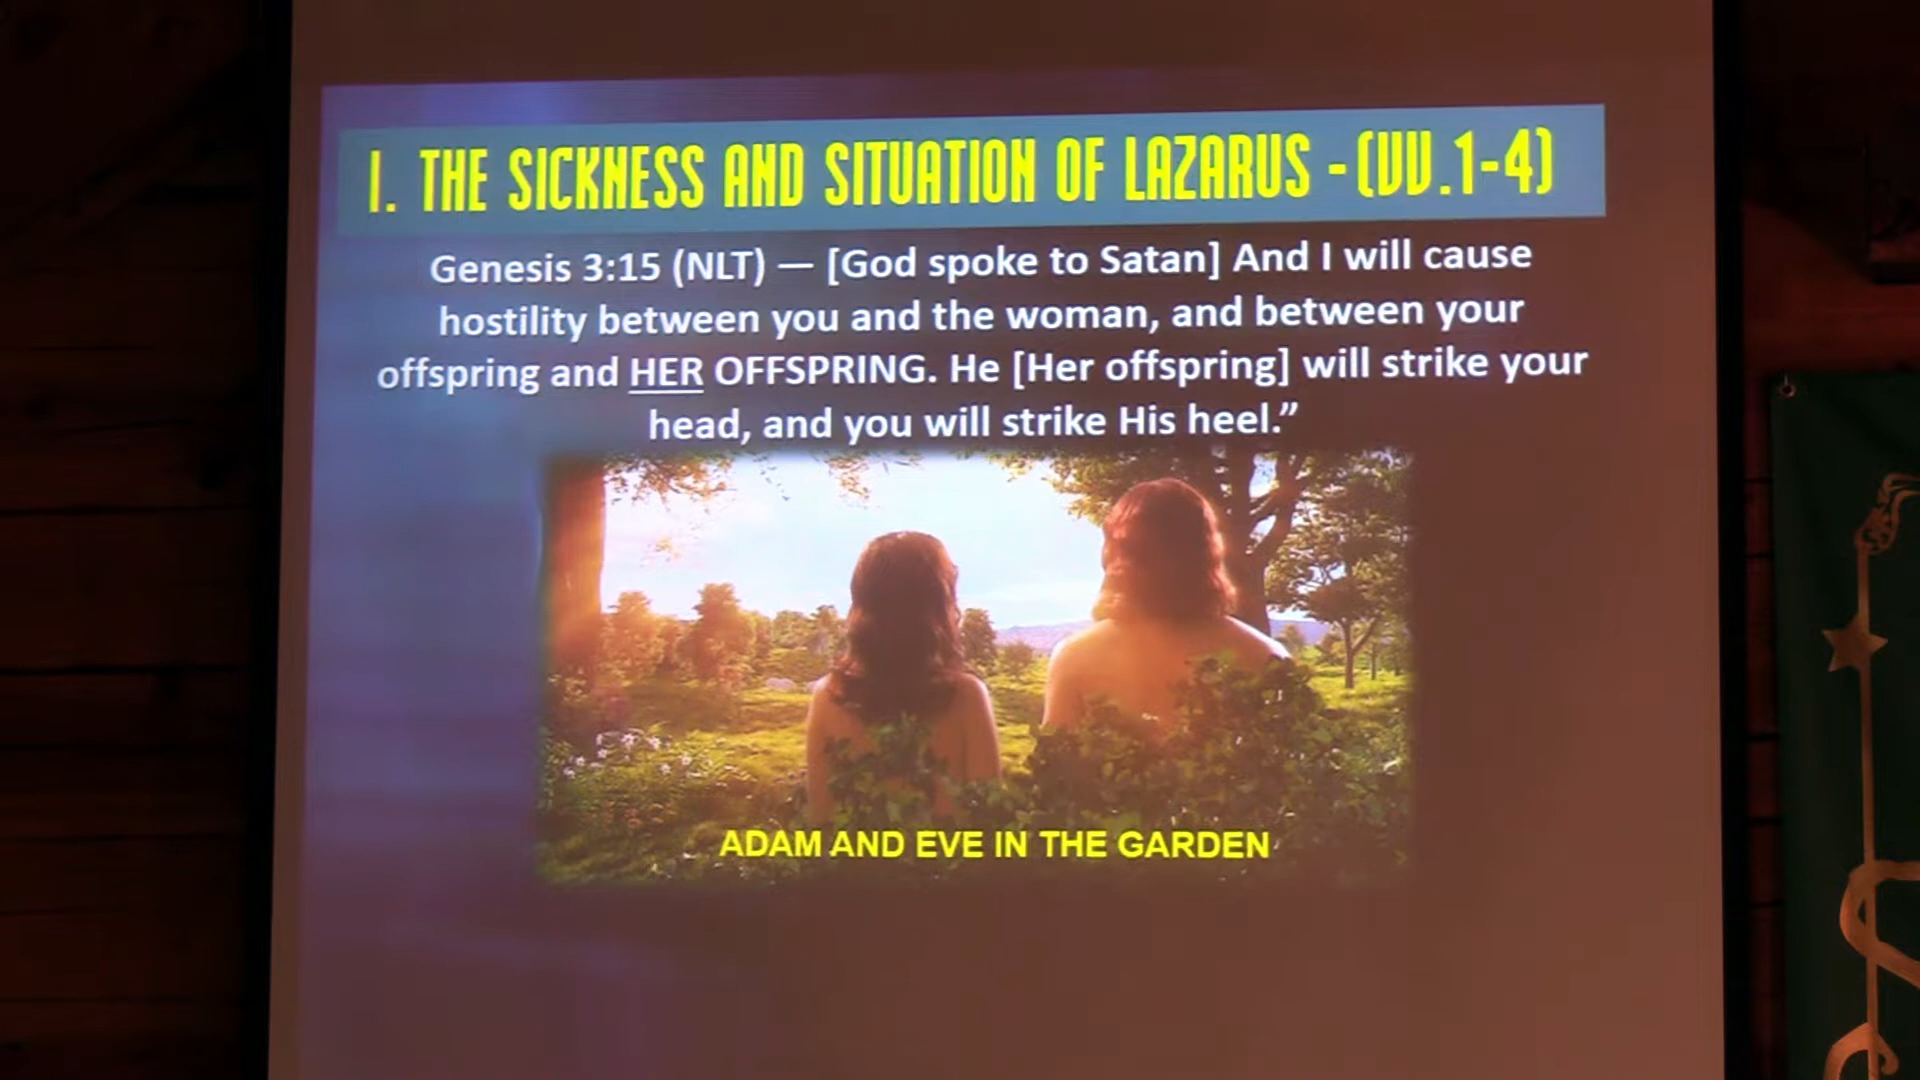 I. THE SICKNESS AND SITUATION OF LAZARUS - (VV.1-4)
Genesis 3:15 (NLT) — [God spoke to Satan] And I will cause
hostility between you and the woman, and between your
offspring and HER OFFSPRING. He [Her offspring] will strike your
head, and you will strike His heel.”
ADAM AND EVE IN THE GARDEN